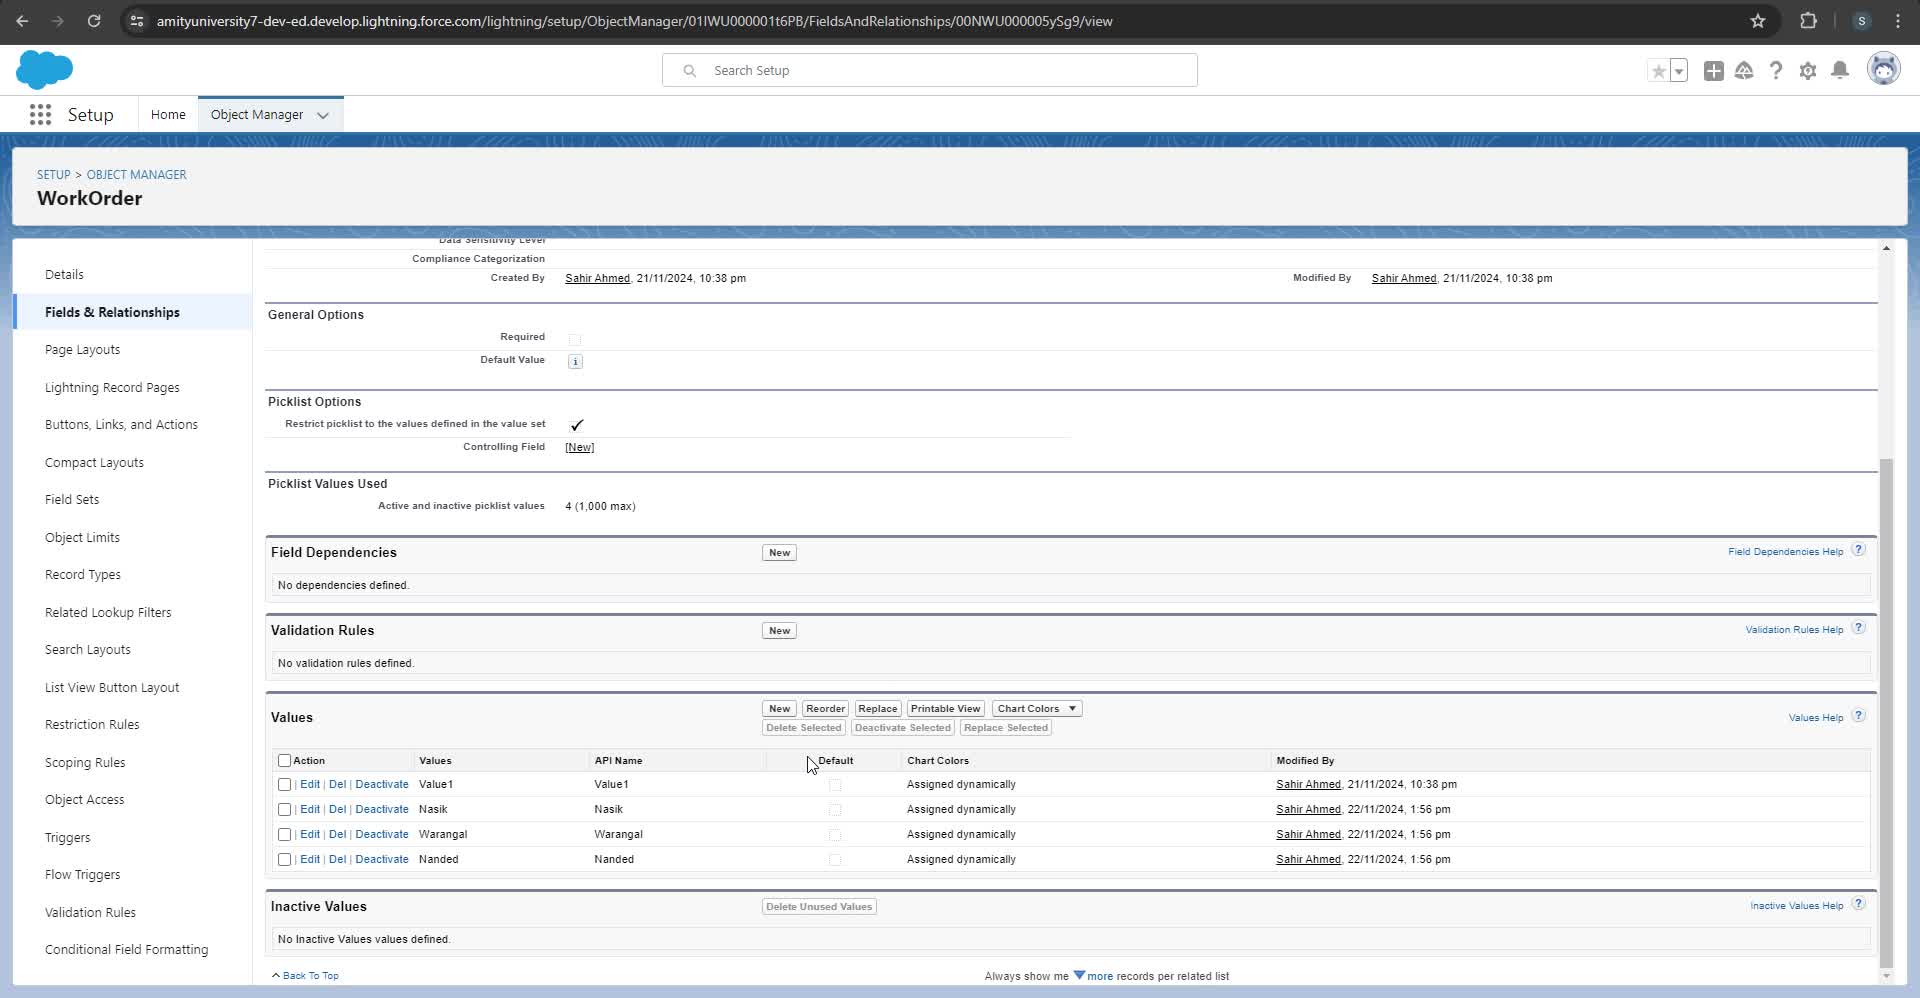 amityuniversity7-dev-ed.develop.lightning.force.com/lightning/setup/ObjectManager/01IWU000001t6PB/FieldsAndRelationships/00NWU000005ySg9/view
S
Search Setup
Setup
Home
Object Manager
SETUP > OBJECT MANAGER
WorkOrder
Details
Fields & Relationships
Page Layouts
Lightning Record Pages
Buttons, Links, and Actions
Compact Layouts
Field Sets
Object Limits
Record Types
Related Lookup Filters
Search Layouts
List View Button Layout
Restriction Rules
Scoping Rules
Object Access
Triggers
Flow Triggers
Validation Rules
Conditional Field Formatting
Data Sensitivity Level
Compliance Categorization
Created By Sahir Ahmed, 21/11/2024, 10:38 pm Modified By Sahir Ahmed, 21/11/2024, 10:38 pm
General Options
Required
Default Value i
Picklist Options
Restrict picklist to the values defined in the value set ✓
Controlling Field [New]
Picklist Values Used
Active and inactive picklist values 4 (1,000 max)
Field Dependencies New Field Dependencies Help ?
No dependencies defined.
Validation Rules New Validation Rules Help ?
No validation rules defined.
Values New Reorder Replace Printable View Chart Colors ▼ Values Help ?
Delete Selected Deactivate Selected Replace Selected
Action Values API Name Default Chart Colors Modified By
| Edit | Del | Deactivate Value1 Value1 Assigned dynamically Sahir Ahmed, 21/11/2024, 10:38 pm
| Edit | Del | Deactivate Nasik Nasik Assigned dynamically Sahir Ahmed, 22/11/2024, 1:56 pm
| Edit | Del | Deactivate Warangal Warangal Assigned dynamically Sahir Ahmed, 22/11/2024, 1:56 pm
| Edit | Del | Deactivate Nanded Nanded Assigned dynamically Sahir Ahmed, 22/11/2024, 1:56 pm
Inactive Values Delete Unused Values Inactive Values Help ?
No Inactive Values values defined.
^ Back To Top Always show me ▼ more records per related list